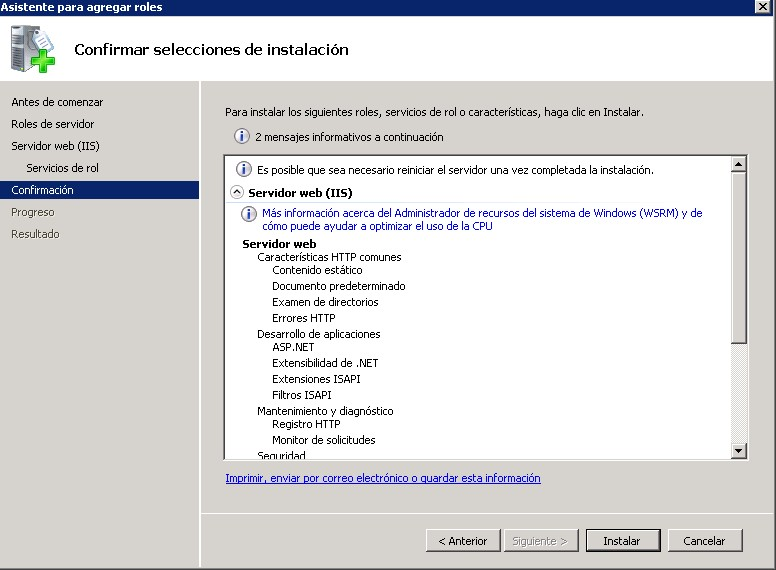 Asistente para agregar roles
Confirmar selecciones de instalación
Antes de comenzar
Roles de servidor
Servidor web (IIS)
Servicios de rol
Confirmación
Progreso
Resultado
Para instalar los siguientes roles, servicios de rol o características, haga clic en Instalar.
2 mensajes informativos a continuación
Es posible que sea necesario reiniciar el servidor una vez completada la instalación.
Servidor web (IIS)
Más información acerca del Administrador de recursos del sistema de Windows (WSRM) y de
cómo puede ayudar a optimizar el uso de la CPU
Servidor web
Características HTTP comunes
Contenido estático
Documento predeterminado
Examen de directorios
Errores HTTP
Desarrollo de aplicaciones
ASP.NET
Extensibilidad de .NET
Extensiones ISAPI
Filtros ISAPI
Mantenimiento y diagnóstico
Registro HTTP
Monitor de solicitudes
Seguridad
Imprimir, enviar por correo electrónico o guardar esta información
< Anterior
Siguiente >
Instalar
Cancelar